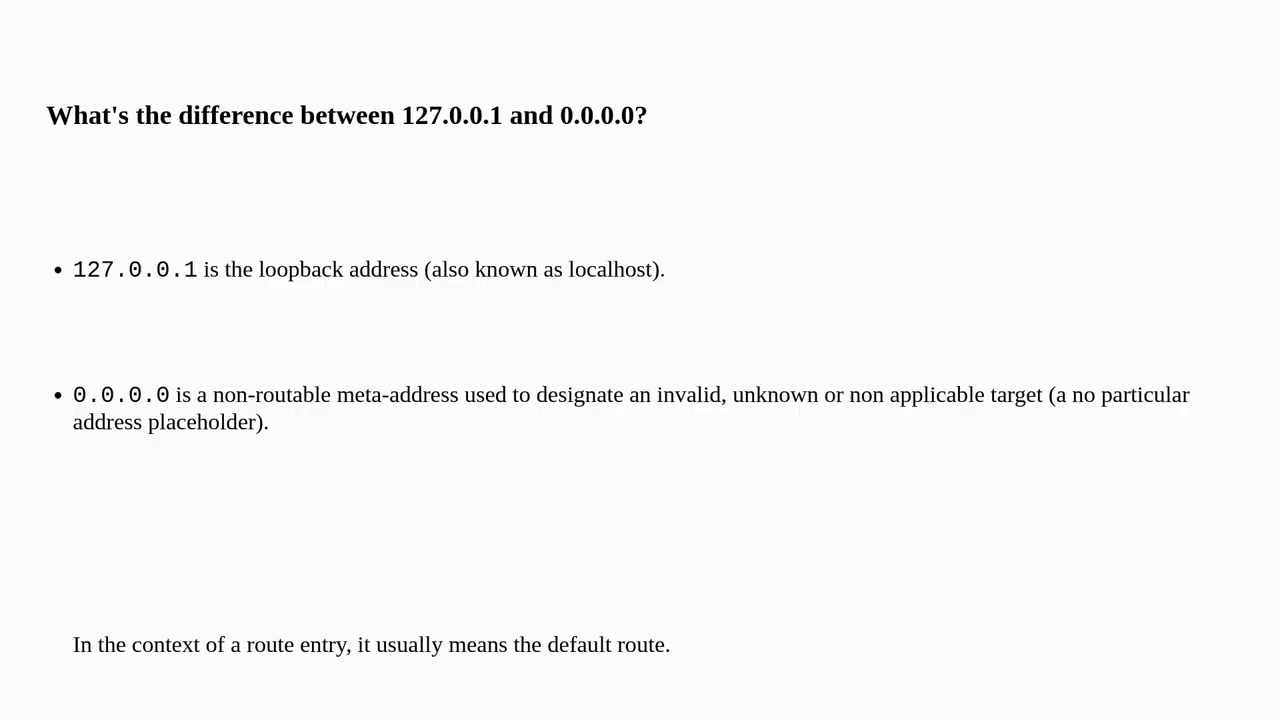 What's the difference between 127.0.0.1 and 0.0.0.0?
• 127.0.0.1 is the loopback address (also known as localhost).
• 0.0.0.0 is a non-routable meta-address used to designate an invalid, unknown or non applicable target (a no particular
address placeholder).
In the context of a route entry, it usually means the default route.